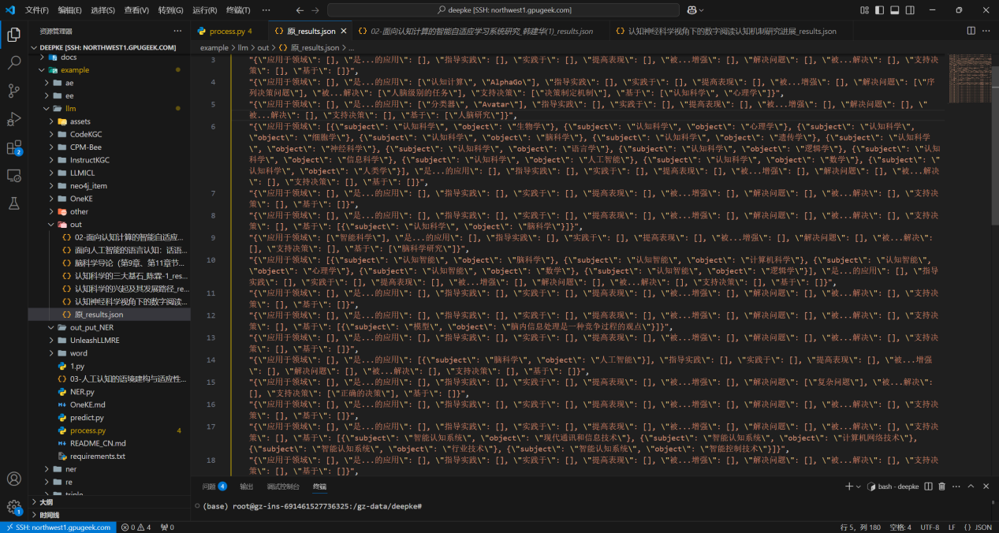 文件(F) 编辑(E) 选择(S) 查看(V) 转到(G) 运行(R) 终端(T) ···
deepke [SSH: northwest1.gpugeek.com]
资源管理器 ···
DEEPKE [SSH: NORTHWEST1.GPUGEEK.COM]
docs
example
ae
ee
llm
assets
CodeKGC
CPM-Bee
InstructKGC
LLMICL
neo4j_item
OneKE
other
out
02-面向认知计算的智能自适应...
面向人工智能的语言认知：话语...
脑科学导论（第9章、第11章节...
认知科学的三大基石_陈霖-1_res...
认知科学的兴起及其发展路径_re...
认知神经科学视角下的数字阅读...
原_results.json
out_put_NER
UnleashLLMRE
word
1.py
03-人工认知的语境建构与适应性...
NER.py
OneKE.md
predict.py
process.py 4
README_CN.md
requirements.txt
ner
re
triple
大纲
时间线
process.py 4 原_results.json 02-面向认知计算的智能自适应学习系统研究_韩建华(1)_results.json 认知神经科学视角下的数字阅读认知机制研究进展_results.json
example > llm > out > 原_results.json > ...
3 "{\"应用于领域\": [], \"是...的应用\": [], \"指导实践\": [], \"实践于\": [], \"提高表现\": [], \"被...增强\": [], \"解决问题\": [], \"被...解决\": [], \"支持决
策\": [], \"基于\": []}",
4 "{\"应用于领域\": [], \"是...的应用\": [\"认知计算\", \"AlphaGo\"], \"指导实践\": [], \"实践于\": [], \"提高表现\": [], \"被...增强\": [], \"解决问题\": [\"序
列决策问题\"], \"被...解决\": [\"人脑级别的任务\"], \"支持决策\": [\"决策制定机制\"], \"基于\": [\"认知科学\", \"心理学\"]}",
5 "{\"应用于领域\": [], \"是...的应用\": [\"分类器\", \"Avatar\"], \"指导实践\": [], \"实践于\": [], \"提高表现\": [], \"被...增强\": [], \"解决问题\": [], \"
被...解决\": [], \"支持决策\": [], \"基于\": [\"人脑研究\"]}",
6 "{\"应用于领域\": [{\"subject\": \"认知科学\", \"object\": \"生物学\"}, {\"subject\": \"认知科学\", \"object\": \"心理学\"}, {\"subject\": \"认知科学\",
\"object\": \"细胞学\"}, {\"subject\": \"认知科学\", \"object\": \"脑科学\"}, {\"subject\": \"认知科学\", \"object\": \"遗传学\"}, {\"subject\": \"认知科学
\", \"object\": \"神经科学\"}, {\"subject\": \"认知科学\", \"object\": \"语言学\"}, {\"subject\": \"认知科学\", \"object\": \"逻辑学\"}, {\"subject\": \"认知
科学\", \"object\": \"信息科学\"}, {\"subject\": \"认知科学\", \"object\": \"人工智能\"}, {\"subject\": \"认知科学\", \"object\": \"数学\"}, {\"subject\": \"
认知科学\", \"object\": \"人类学\"}], \"是...的应用\": [], \"指导实践\": [], \"实践于\": [], \"提高表现\": [], \"被...增强\": [], \"解决问题\": [], \"被...解决
\": [], \"支持决策\": [], \"基于\": []}",
7 "{\"应用于领域\": [], \"是...的应用\": [], \"指导实践\": [], \"实践于\": [], \"提高表现\": [], \"被...增强\": [], \"解决问题\": [], \"被...解决\": [], \"支持决
策\": [], \"基于\": []}",
8 "{\"应用于领域\": [], \"是...的应用\": [], \"指导实践\": [], \"实践于\": [], \"提高表现\": [], \"被...增强\": [], \"解决问题\": [], \"被...解决\": [], \"支持决
策\": [], \"基于\": [{\"subject\": \"认知科学\", \"object\": \"脑科学\"}]}",
9 "{\"应用于领域\": [\"智能科学\"], \"是...的应用\": [], \"指导实践\": [], \"实践于\": [], \"提高表现\": [], \"被...增强\": [], \"解决问题\": [], \"被...解决\":
[], \"支持决策\": [], \"基于\": [\"脑科学研究\"]}",
10 "{\"应用于领域\": [{\"subject\": \"认知智能\", \"object\": \"脑科学\"}, {\"subject\": \"认知智能\", \"object\": \"计算机科学\"}, {\"subject\": \"认知智能\",
\"object\": \"心理学\"}, {\"subject\": \"认知智能\", \"object\": \"数学\"}, {\"subject\": \"认知智能\", \"object\": \"逻辑学\"}], \"是...的应用\": [], \"指导
实践\": [], \"实践于\": [], \"提高表现\": [], \"被...增强\": [], \"解决问题\": [], \"被...解决\": [], \"支持决策\": [], \"基于\": []}",
11 "{\"应用于领域\": [], \"是...的应用\": [], \"指导实践\": [], \"实践于\": [], \"提高表现\": [], \"被...增强\": [], \"解决问题\": [], \"被...解决\": [], \"支持决
策\": [], \"基于\": []}",
12 "{\"应用于领域\": [], \"是...的应用\": [], \"指导实践\": [], \"实践于\": [], \"提高表现\": [], \"被...增强\": [], \"解决问题\": [], \"被...解决\": [], \"支持决
策\": [], \"基于\": [{\"subject\": \"模型\", \"object\": \"脑内信息处理是一种竞争过程的观点\"}]}",
13 "{\"应用于领域\": [], \"是...的应用\": [], \"指导实践\": [], \"实践于\": [], \"提高表现\": [], \"被...增强\": [], \"解决问题\": [], \"被...解决\": [], \"支持决
策\": [], \"基于\": []}",
14 "{\"应用于领域\": [], \"是...的应用\": [{\"subject\": \"脑科学\", \"object\": \"人工智能\"}], \"指导实践\": [], \"实践于\": [], \"提高表现\": [], \"被...增强
\": [], \"解决问题\": [], \"被...解决\": [], \"支持决策\": [], \"基于\": []}",
15 "{\"应用于领域\": [], \"是...的应用\": [], \"指导实践\": [], \"实践于\": [], \"提高表现\": [], \"被...增强\": [], \"解决问题\": [\"复杂问题\"], \"被...解决\":
[], \"支持决策\": [\"正确的决策\"], \"基于\": []}",
16 "{\"应用于领域\": [], \"是...的应用\": [], \"指导实践\": [], \"实践于\": [], \"提高表现\": [], \"被...增强\": [], \"解决问题\": [], \"被...解决\": [], \"支持决
策\": [], \"基于\": []}",
17 "{\"应用于领域\": [], \"是...的应用\": [], \"指导实践\": [], \"实践于\": [], \"提高表现\": [], \"被...增强\": [], \"解决问题\": [], \"被...解决\": [], \"支持决
策\": [], \"基于\": [{\"subject\": \"智能认知系统\", \"object\": \"现代通讯和信息技术\"}, {\"subject\": \"智能认知系统\", \"object\": \"计算机网络技术\"},
{\"subject\": \"智能认知系统\", \"object\": \"行业技术\"}, {\"subject\": \"智能认知系统\", \"object\": \"智能控制技术\"}]}",
18 "{\"应用于领域\": [], \"是...的应用\": [], \"指导实践\": [], \"实践于\": [], \"提高表现\": [], \"被...增强\": [], \"解决问题\": [], \"被...解决\": [], \"支持决
策\": [], \"基于\": []}",
问题 4 输出 调试控制台 终端 bash - deepke
(base) root@gz-ins-691461527736325:/gz-data/deepke#
2
1
SSH: northwest1.gpugeek.com 0 4 0 行 5，列 180 空格: 4 UTF-8 LF {} JSON